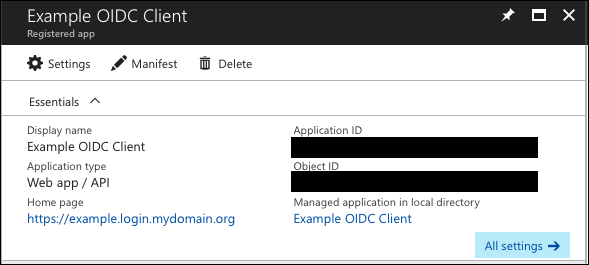 Example OIDC Client
Registered app
Settings Manifest Delete
Essentials
Display name
Example OIDC Client
Application ID
Application type
Web app / API
Object ID
Home page
https://example.login.mydomain.org
Managed application in local directory
Example OIDC Client
All settings